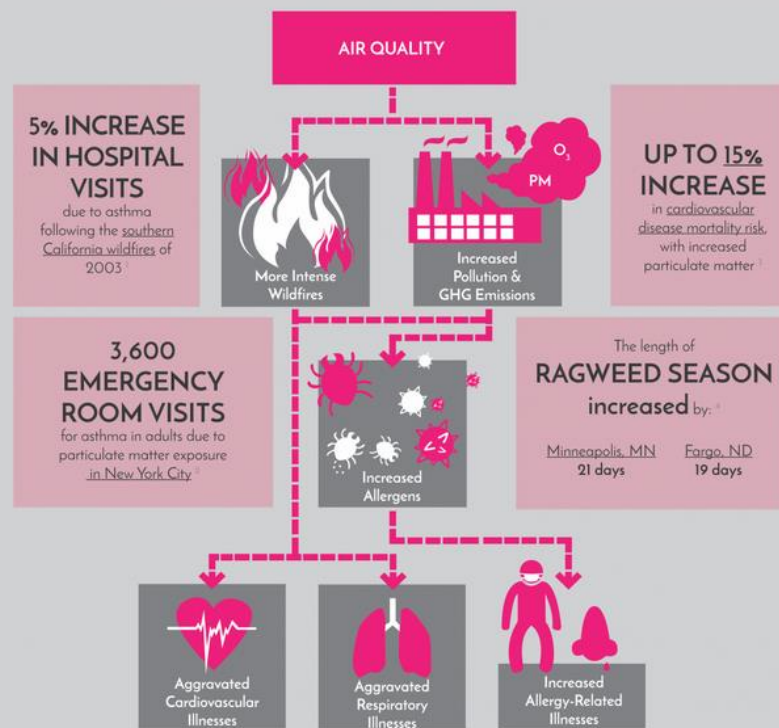 AIR QUALITY
5% INCREASE
IN HOSPITAL
VISITS
due to asthma
following the southern
California wildfires of
2003 ¹
More Intense
Wildfires
O₃
PM
Increased
Pollution &
GHG Emissions
UP TO 15%
INCREASE
in cardiovascular
disease mortality risk,
with increased
particulate matter ³
3,600
EMERGENCY
ROOM VISITS
for asthma in adults due to
particulate matter exposure
in New York City ²
Increased
Allergens
The length of
RAGWEED SEASON
increased by: ⁴
Minneapolis, MN
21 days
Fargo, ND
19 days
Aggravated
Cardiovascular
Illnesses
Aggravated
Respiratory
Illnesses
Increased
Allergy-Related
Illnesses